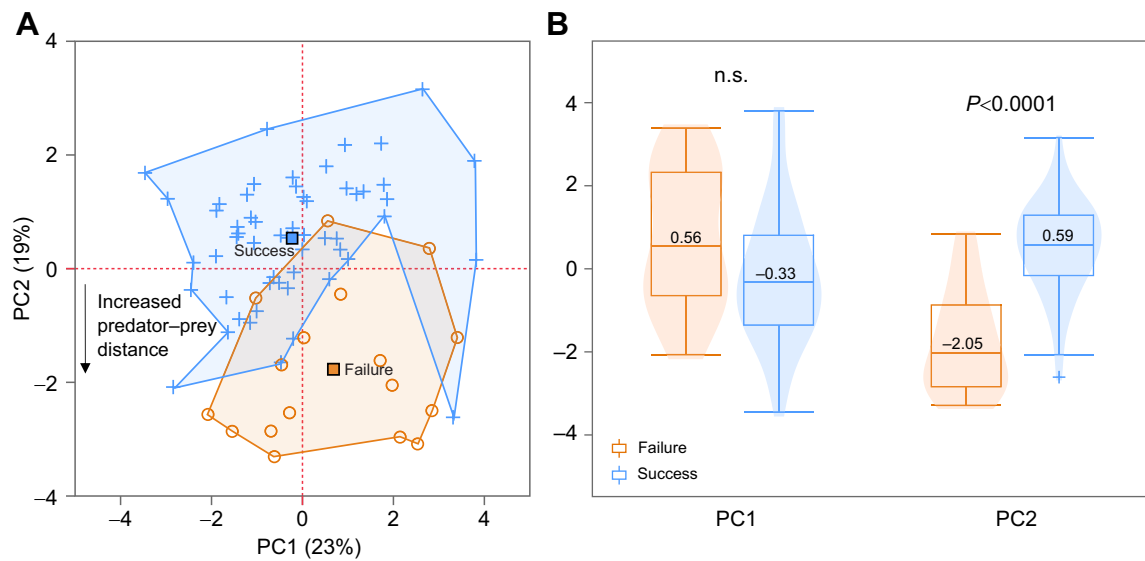 A
PC2 (19%)
4
2
0
–2
–4
Success
Increased
predator–prey
distance
Failure
–4
–2
0
2
4
PC1 (23%)
B
n.s.
P<0.0001
4
2
0
–2
–4
0.56
–0.33
–2.05
0.59
Failure
Success
PC1
PC2